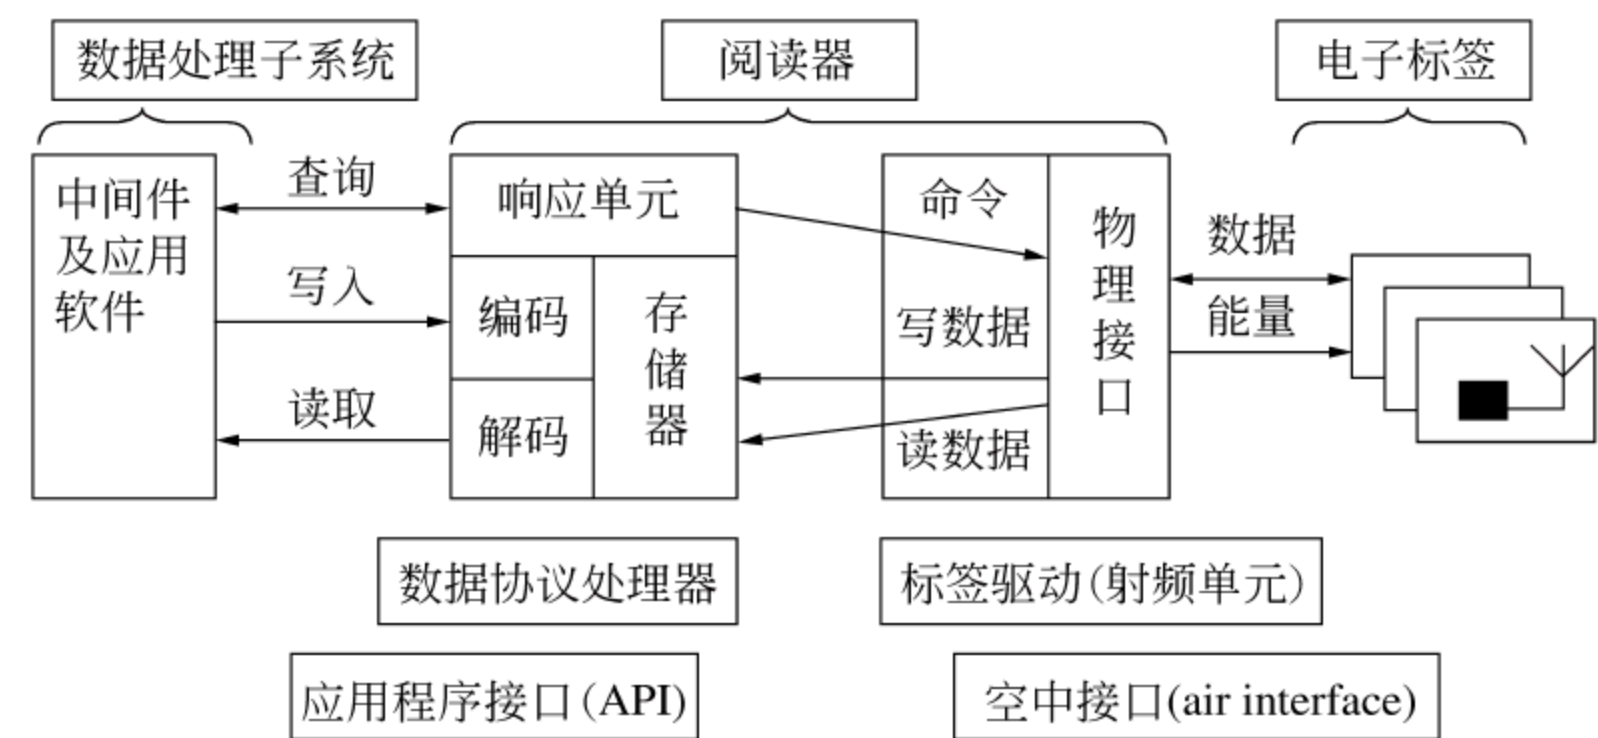 数据处理子系统
阅读器
电子标签
中间件
及应用
软件
查询
写入
读取
响应单元
编码
解码
存储器
命令
写数据
读数据
物理接口
数据
能量
数据协议处理器
标签驱动(射频单元)
应用程序接口(API)
空中接口(air interface)